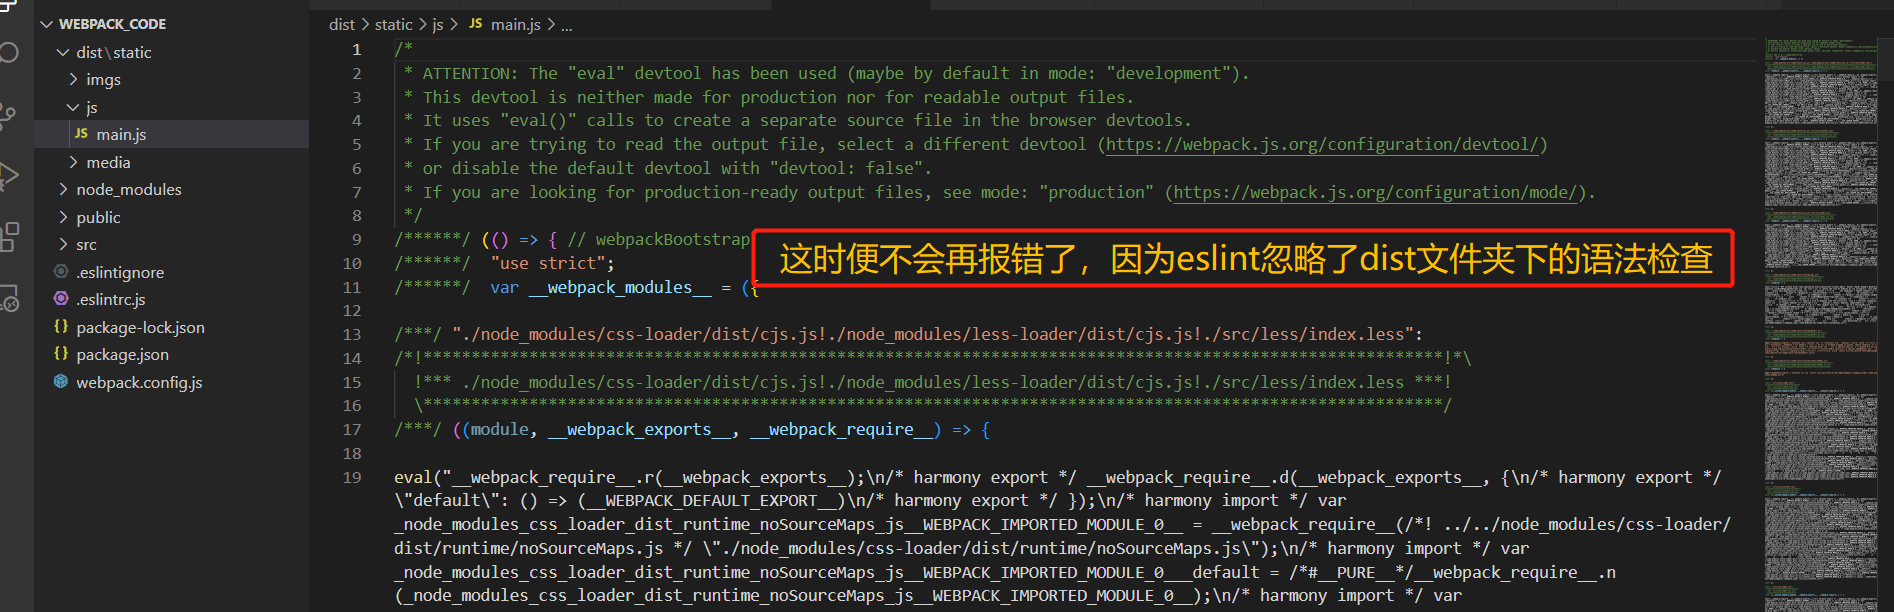 WEBPACK_CODE
dist\static
imgs
js
JS main.js
media
node_modules
public
src
.eslintignore
.eslintrc.js
{} package-lock.json
{} package.json
webpack.config.js
dist > static > js > JS main.js > ...
1 /*
2  * ATTENTION: The "eval" devtool has been used (maybe by default in mode: "development").
3  * This devtool is neither made for production nor for readable output files.
4  * It uses "eval()" calls to create a separate source file in the browser devtools.
5  * If you are trying to read the output file, select a different devtool (https://webpack.js.org/configuration/devtool/)
6  * or disable the default devtool with "devtool: false".
7  * If you are looking for production-ready output files, see mode: "production" (https://webpack.js.org/configuration/mode/).
8  */
9 /******/ (() => { // webpackBootstrap
这时便不会再报错了，因为eslint忽略了dist文件夹下的语法检查
10 /******/ "use strict";
11 /******/ var __webpack_modules__ = ({
12
13 /***/ "./node_modules/css-loader/dist/cjs.js!./node_modules/less-loader/dist/cjs.js!./src/less/index.less":
14 /*!**********************************************************************************************************!*\
15   !*** ./node_modules/css-loader/dist/cjs.js!./node_modules/less-loader/dist/cjs.js!./src/less/index.less ***!
16   \**********************************************************************************************************/
17 /***/ ((module, __webpack_exports__, __webpack_require__) => {
18
19 eval("__webpack_require__.r(__webpack_exports__);\n/* harmony export */ __webpack_require__.d(__webpack_exports__, {\n/* harmony export */
\"default\": () => (__WEBPACK_DEFAULT_EXPORT__)\n/* harmony export */ });\n/* harmony import */ var
_node_modules_css_loader_dist_runtime_noSourceMaps_js__WEBPACK_IMPORTED_MODULE_0__ = __webpack_require__(/*! ../../node_modules/css-loader/
dist/runtime/noSourceMaps.js */ \"./node_modules/css-loader/dist/runtime/noSourceMaps.js\");\n/* harmony import */ var
_node_modules_css_loader_dist_runtime_noSourceMaps_js__WEBPACK_IMPORTED_MODULE_0___default = /*#__PURE__*/__webpack_require__.n
(_node_modules_css_loader_dist_runtime_noSourceMaps_js__WEBPACK_IMPORTED_MODULE_0__);\n/* harmony import */ var